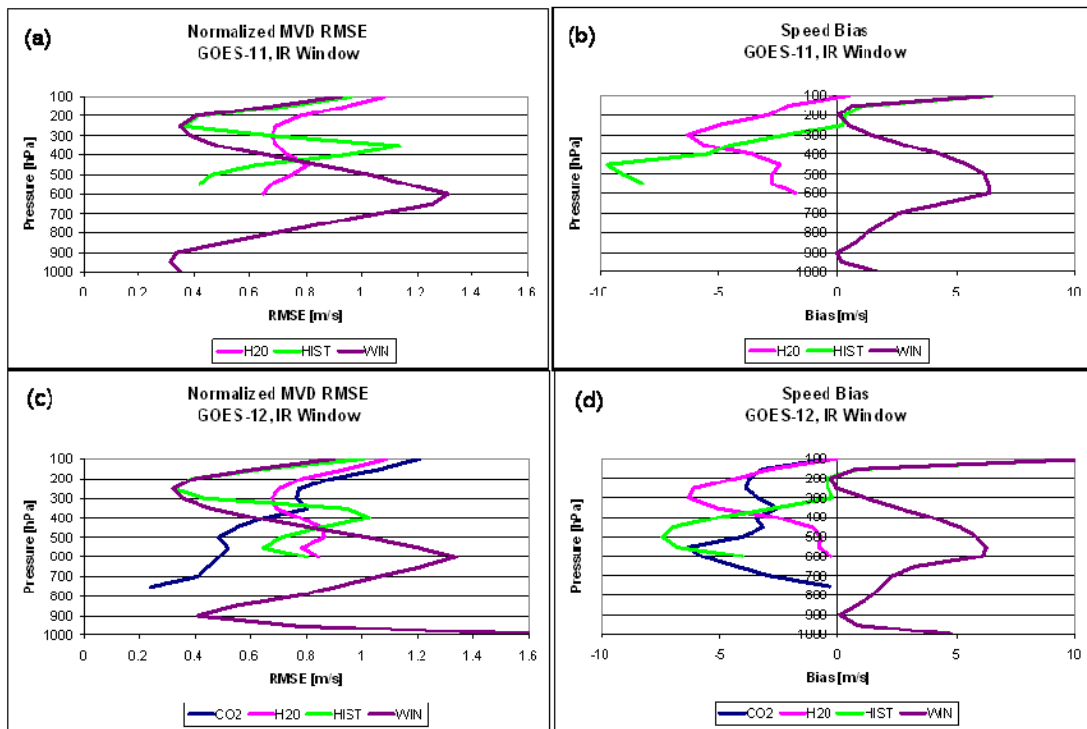 (a)
Normalized MVD RMSE
GOES-11, IR Window
Pressure [hPa]
100
200
300
400
500
600
700
800
900
1000
0 0.2 0.4 0.6 0.8 1 1.2 1.4 1.6
RMSE [m/s]
H20 HIST WIN
(b)
Speed Bias
GOES-11, IR Window
Pressure [hPa]
100
200
300
400
500
600
700
800
900
1000
-10 -5 0 5 10
Bias [m/s]
H20 HIST WIN
(c)
Normalized MVD RMSE
GOES-12, IR Window
Pressure [hPa]
100
200
300
400
500
600
700
800
900
1000
0 0.2 0.4 0.6 0.8 1 1.2 1.4 1.6
RMSE [m/s]
CO2 H20 HIST WIN
(d)
Speed Bias
GOES-12, IR Window
Pressure [hPa]
100
200
300
400
500
600
700
800
900
1000
-10 -5 0 5 10
Bias [m/s]
CO2 H20 HIST WIN